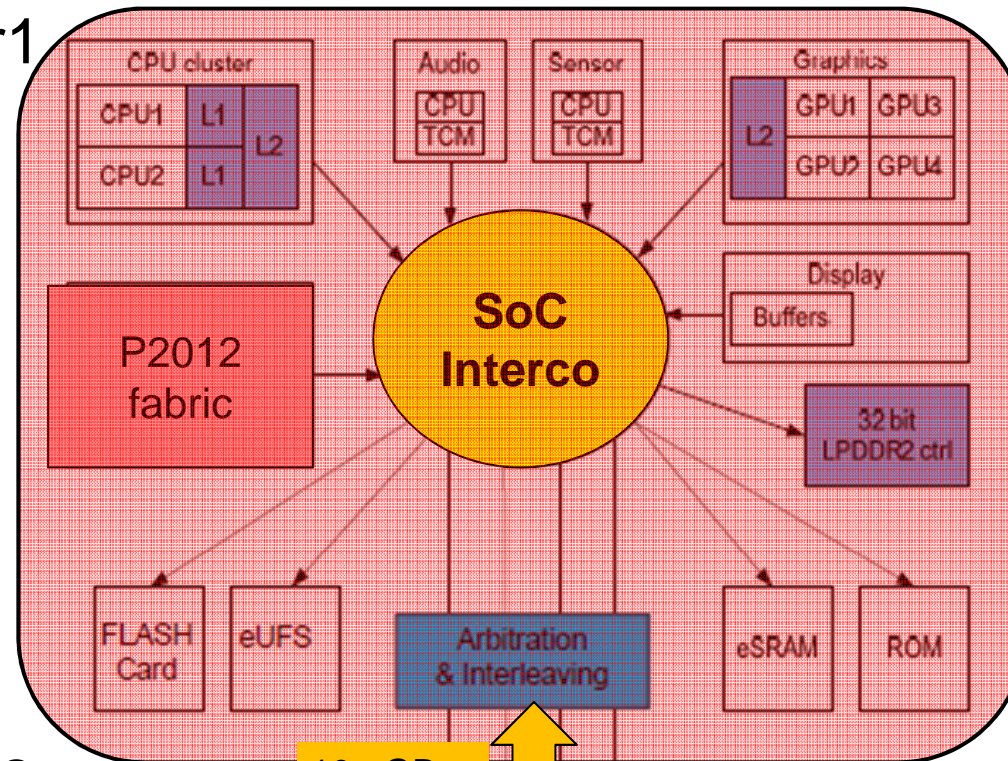 r1
CPU cluster
CPU1
L1
L2
CPU2
L1
Audio
CPU
TCM
Sensor
CPU
TCM
Graphics
L2
GPU1
GPU3
GPU2
GPU4
SoC
Interco
Display
Buffers
P2012
fabric
32 bit
LPDDR2 ctrl
FLASH
Card
eUFS
Arbitration
& Interleaving
eSRAM
ROM